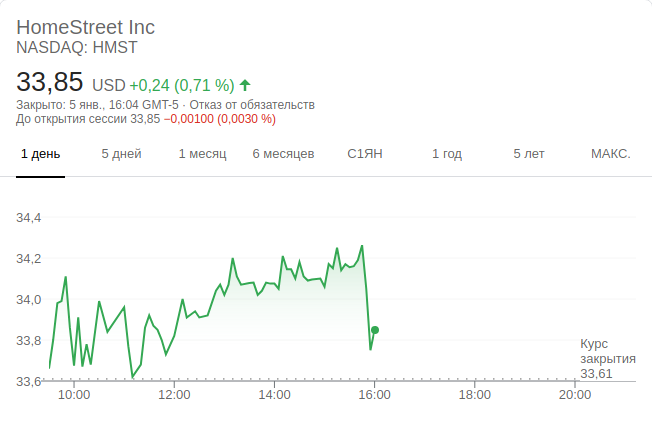 HomeStreet Inc
NASDAQ: HMST
33,85 USD +0,24 (0,71 %)
Закрыто: 5 янв., 16:04 GMT-5 · Отказ от обязательств
До открытия сессии 33,85 −0,00100 (0,0030 %)
1 день 5 дней 1 месяц 6 месяцев С1ЯН 1 год 5 лет МАКС.
34,4
34,2
34,0
33,8
33,6
Курс
закрытия
33,61
10:00 12:00 14:00 16:00 18:00 20:00